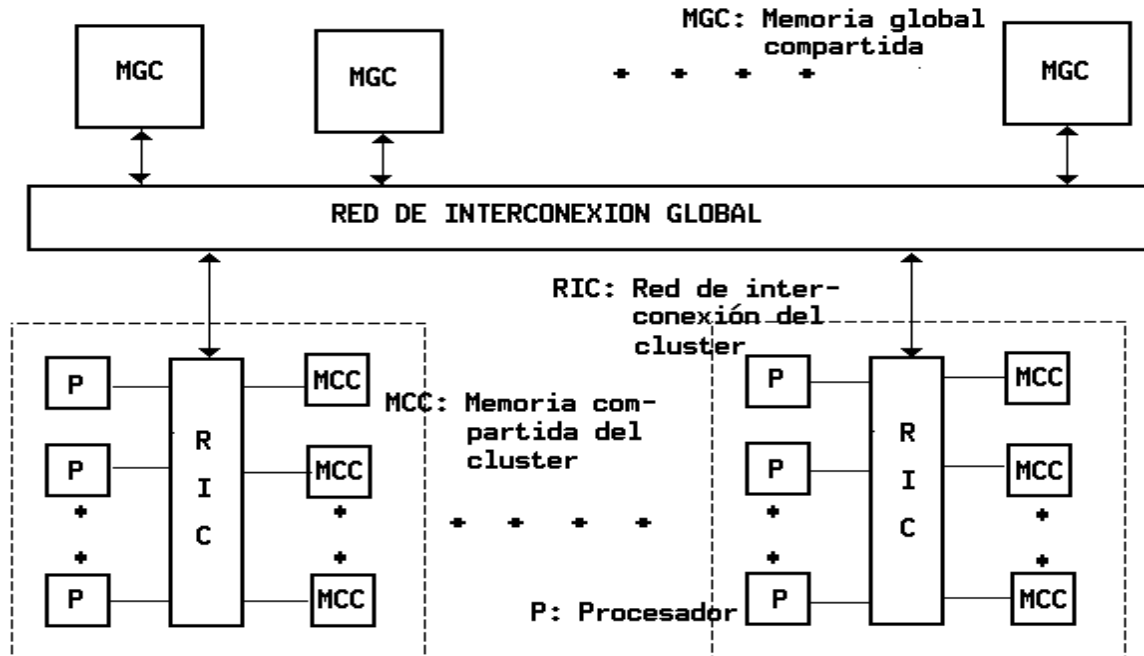 MGC: Memoria global
compartida
MGC
MGC
MGC
RED DE INTERCONEXION GLOBAL
RIC: Red de inter-
conexión del
cluster
P
P
P
R
I
C
MCC
MCC
MCC
MCC: Memoria com-
partida del
cluster
P: Procesador
P
P
P
R
I
C
MCC
MCC
MCC